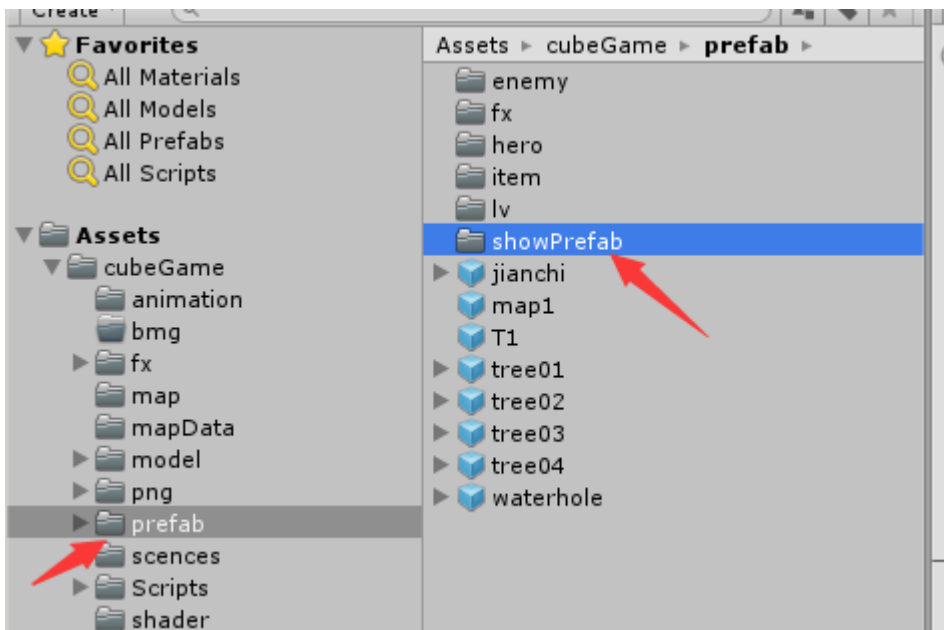 Create
Favorites
All Materials
All Models
All Prefabs
All Scripts
Assets
cubeGame
animation
bmg
fx
map
mapData
model
png
prefab
scences
Scripts
shader
Assets ▸ cubeGame ▸ prefab ▸
enemy
fx
hero
item
lv
showPrefab
jianchi
map1
T1
tree01
tree02
tree03
tree04
waterhole